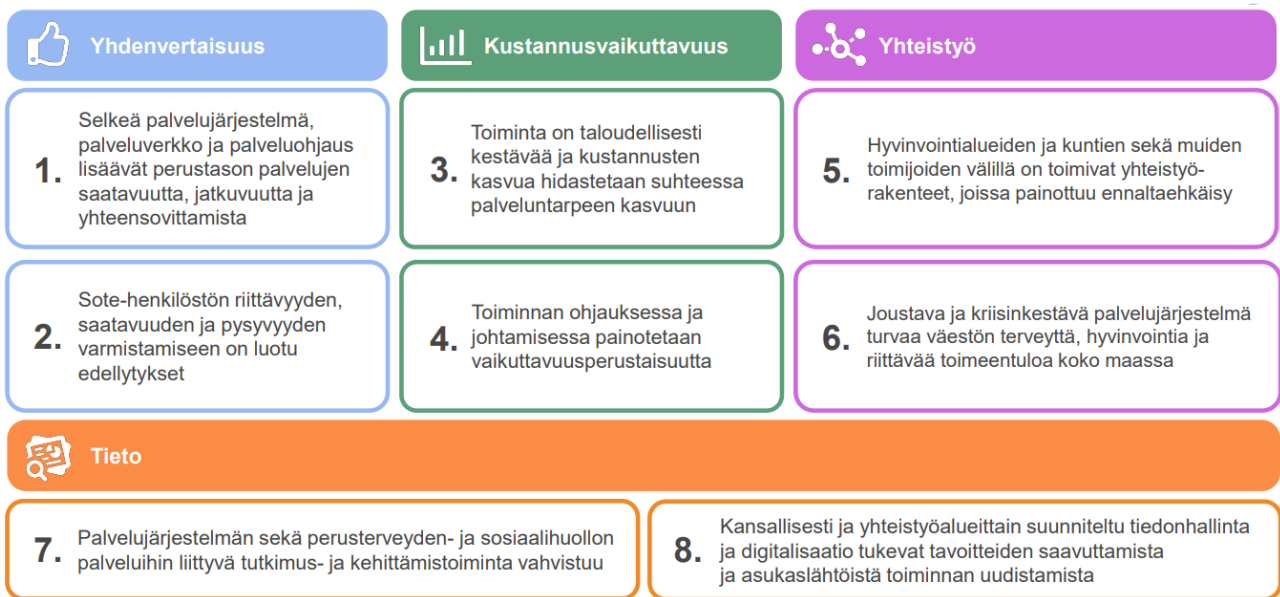 Yhdenvertaisuus
1.
Selkeä palvelujärjestelmä,
palveluverkko ja palveluohjaus
lisäävät perustason palvelujen
saatavuutta, jatkuvuutta ja
yhteensovittamista
2.
Sote-henkilöstön riittävyyden,
saatavuuden ja pysyvyyden
varmistamiseen on luotu
edellytykset
Kustannusvaikuttavuus
3.
Toiminta on taloudellisesti
kestävää ja kustannusten
kasvua hidastetaan suhteessa
palveluntarpeen kasvuun
4.
Toiminnan ohjauksessa ja
johtamisessa painotetaan
vaikuttavuusperustaisuutta
Yhteistyö
5.
Hyvinvointialueiden ja kuntien sekä muiden
toimijoiden välillä on toimivat yhteistyö-
rakenteet, joissa painottuu ennaltaehkäisy
6.
Joustava ja kriisinkestävä palvelujärjestelmä
turvaa väestön terveyttä, hyvinvointia ja
riittävää toimeentuloa koko maassa
Tieto
7.
Palvelujärjestelmän sekä perusterveyden- ja sosiaalihuollon
palveluihin liittyvä tutkimus- ja kehittämistoiminta vahvistuu
8.
Kansallisesti ja yhteistyöalueittain suunniteltu tiedonhallinta
ja digitalisaatio tukevat tavoitteiden saavuttamista
ja asukaslähtöistä toiminnan uudistamista